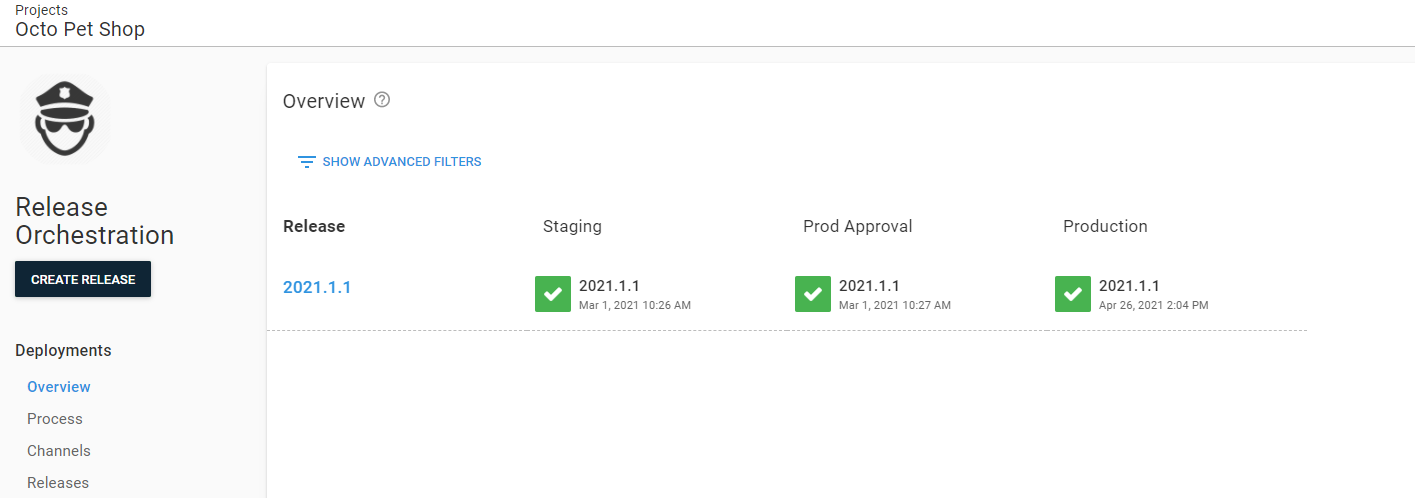 Projects
Octo Pet Shop
Release
Orchestration
CREATE RELEASE
Deployments
Overview
Process
Channels
Releases
Overview
SHOW ADVANCED FILTERS
Release Staging Prod Approval Production
2021.1.1 2021.1.1 2021.1.1 2021.1.1
Mar 1, 2021 10:26 AM Mar 1, 2021 10:27 AM Apr 26, 2021 2:04 PM